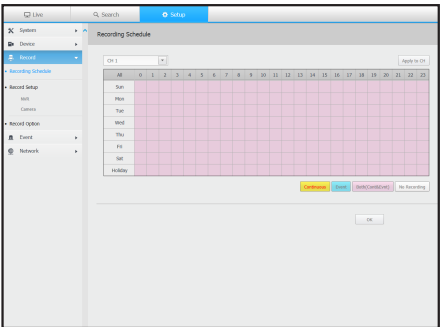 Live Search Setup
System
Device
Record
Recording Schedule
Record Setup
NVR
Camera
Record Option
Event
Network
Recording Schedule
CH 1 Apply to CH
All 0 1 2 3 4 5 6 7 8 9 10 11 12 13 14 15 16 17 18 19 20 21 22 23
Sun
Mon
Tue
Wed
Thu
Fri
Sat
Holiday
Continuous Event Both(Cont&Evnt) No Recording
OK